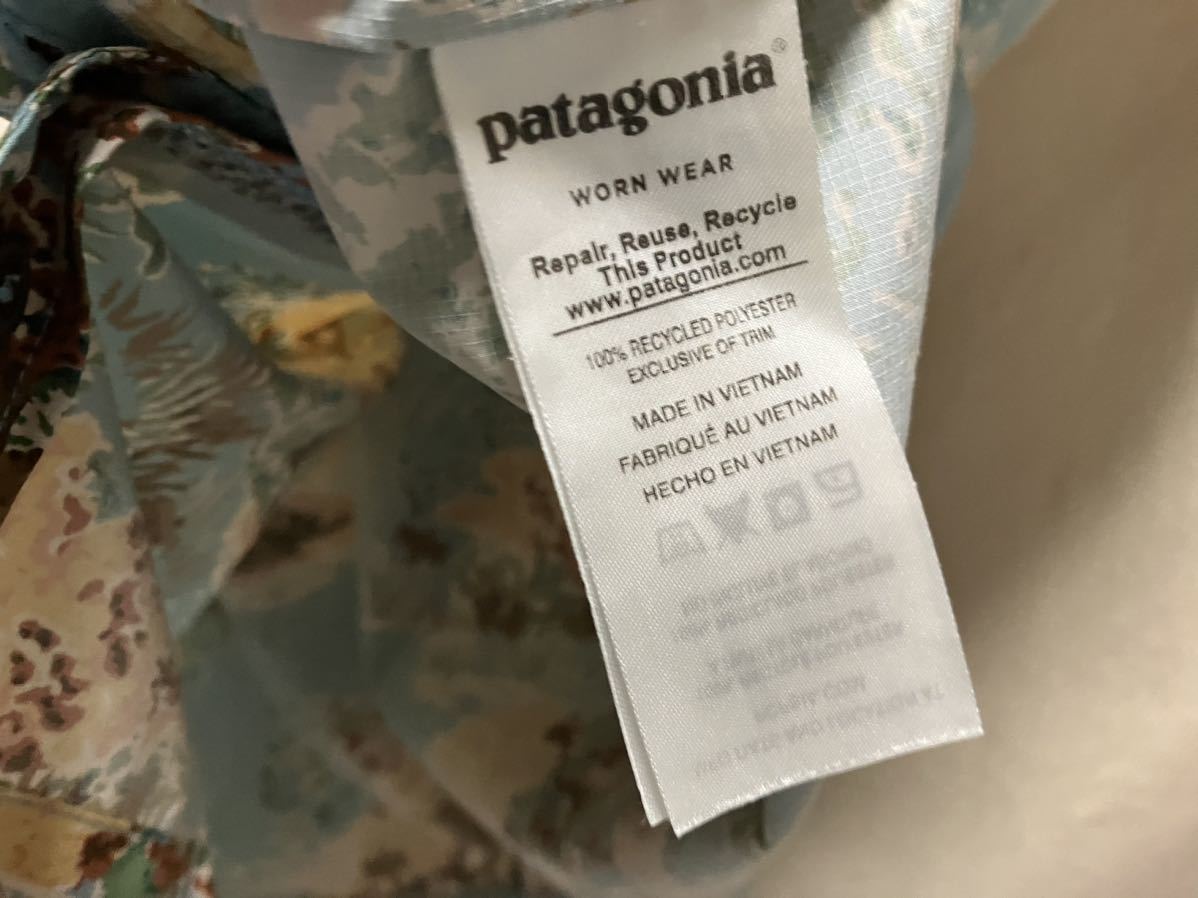 patagonia®
WORN WEAR
Repair, Reuse, Recycle
This Product
www.patagonia.com
100% RECYCLED POLYESTER
EXCLUSIVE OF TRIM
MADE IN VIETNAM
FABRIQUÉ AU VIETNAM
HECHO EN VIETNAM